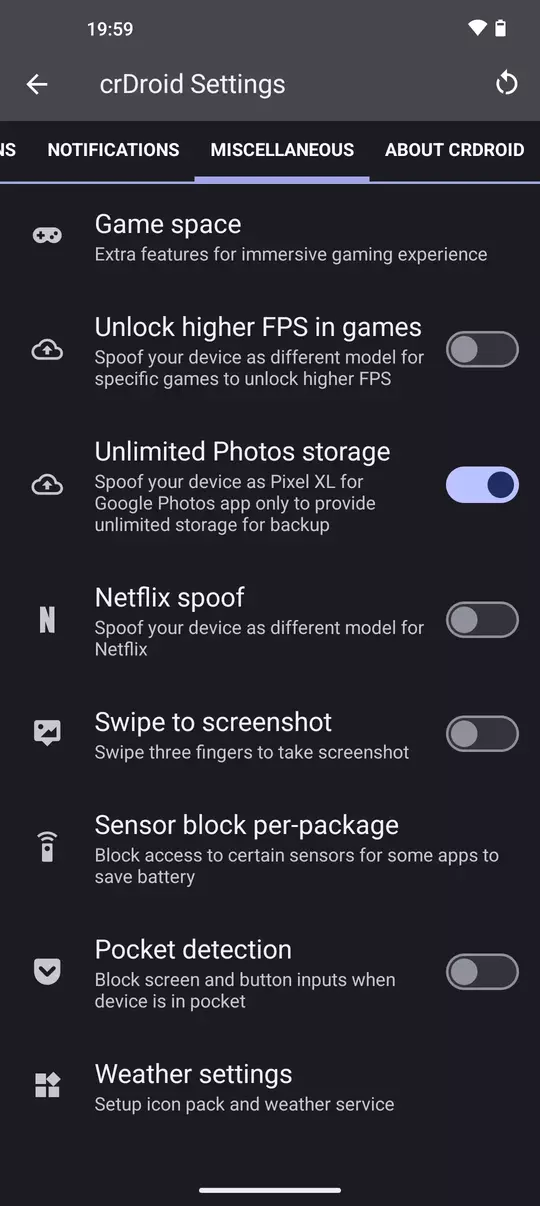 19:59
crDroid Settings
NS NOTIFICATIONS MISCELLANEOUS ABOUT CRDROID
Game space
Extra features for immersive gaming experience
Unlock higher FPS in games
Spoof your device as different model for
specific games to unlock higher FPS
Unlimited Photos storage
Spoof your device as Pixel XL for
Google Photos app only to provide
unlimited storage for backup
Netflix spoof
Spoof your device as different model for
Netflix
Swipe to screenshot
Swipe three fingers to take screenshot
Sensor block per-package
Block access to certain sensors for some apps to
save battery
Pocket detection
Block screen and button inputs when
device is in pocket
Weather settings
Setup icon pack and weather service